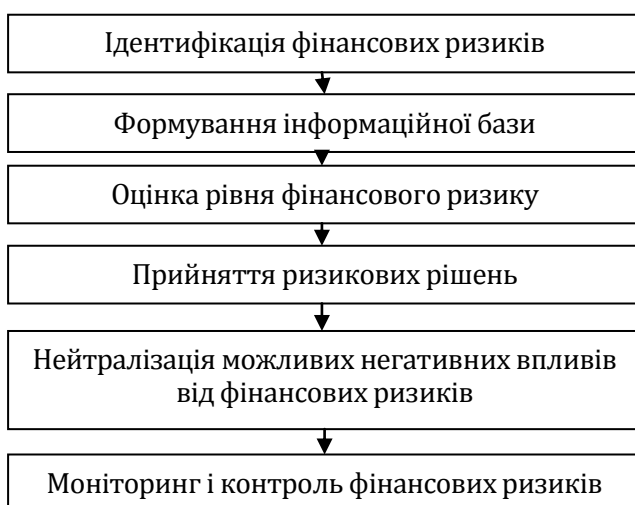 Ідентифікація фінансових ризиків
Формування інформаційної бази
Оцінка рівня фінансового ризику
Прийняття ризикових рішень
Нейтралізація можливих негативних впливів
від фінансових ризиків
Моніторинг і контроль фінансових ризиків